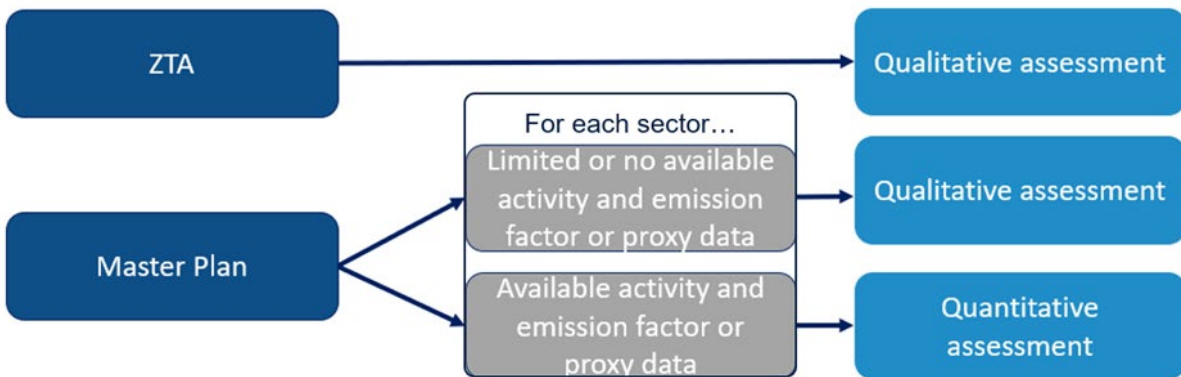 ZTA
Qualitative assessment
For each sector…
Limited or no available
activity and emission
factor or proxy data
Qualitative assessment
Master Plan
Available activity and
emission factor or
proxy data
Quantitative
assessment